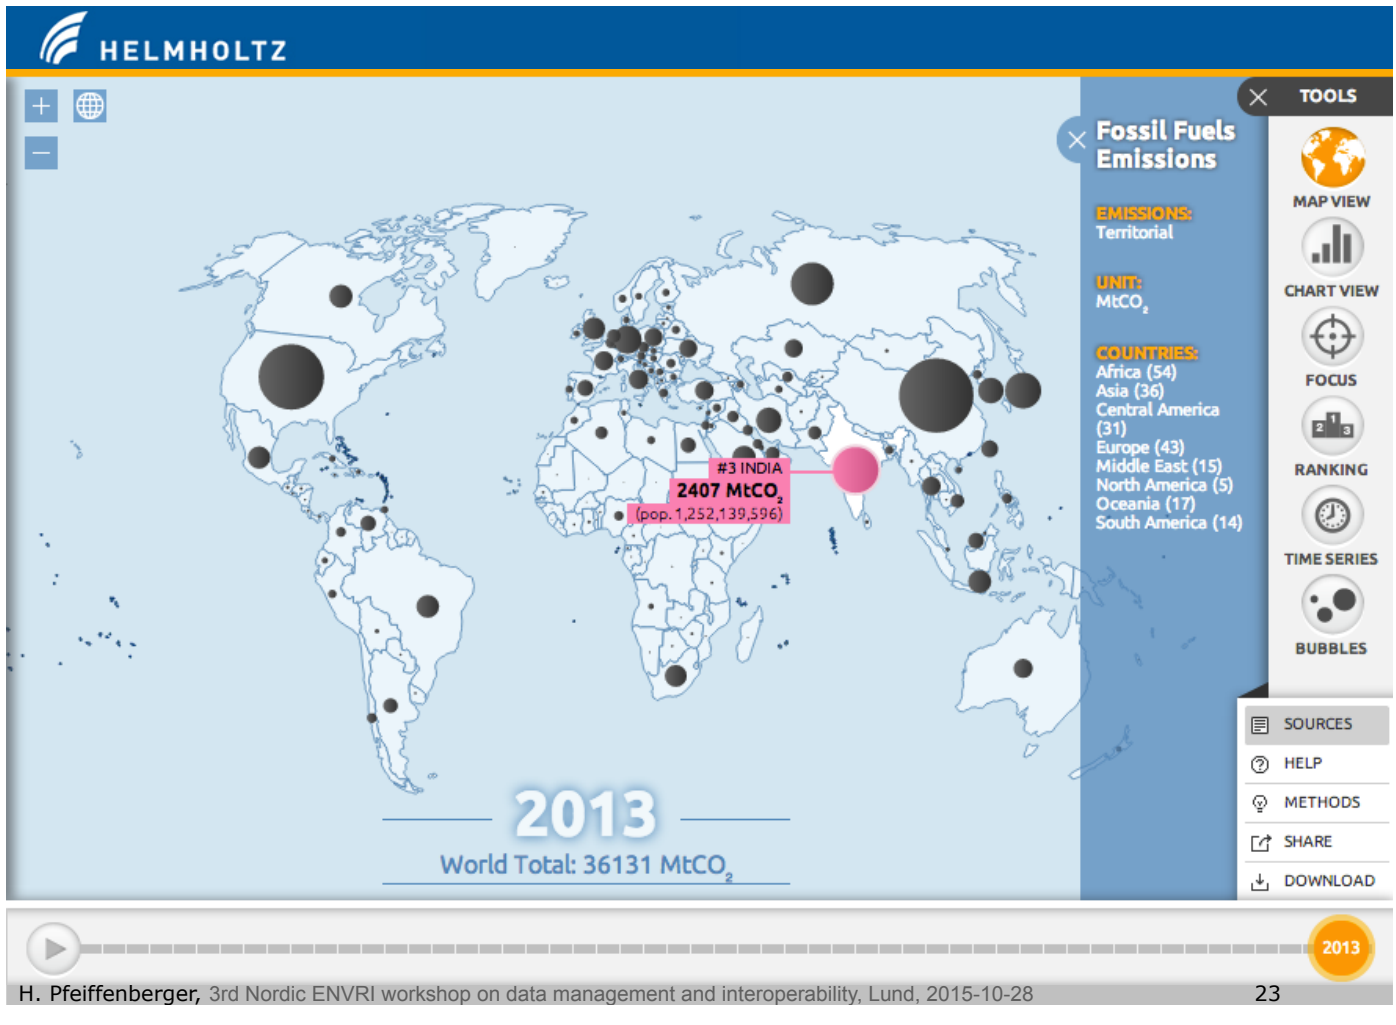 HELMHOLTZ
TOOLS
Fossil Fuels
Emissions
EMISSIONS:
Territorial
UNIT:
MtCO₂
COUNTRIES:
Africa (54)
Asia (36)
Central America
(31)
Europe (43)
Middle East (15)
North America (5)
Oceania (17)
South America (14)
MAP VIEW
CHART VIEW
FOCUS
2 1 3
RANKING
TIME SERIES
BUBBLES
#3 INDIA
2407 MtCO₂
(pop. 1,252,139,596)
SOURCES
HELP
METHODS
SHARE
DOWNLOAD
2013
World Total: 36131 MtCO₂
2013
H. Pfeiffenberger, 3rd Nordic ENVRI workshop on data management and interoperability, Lund, 2015-10-28 23